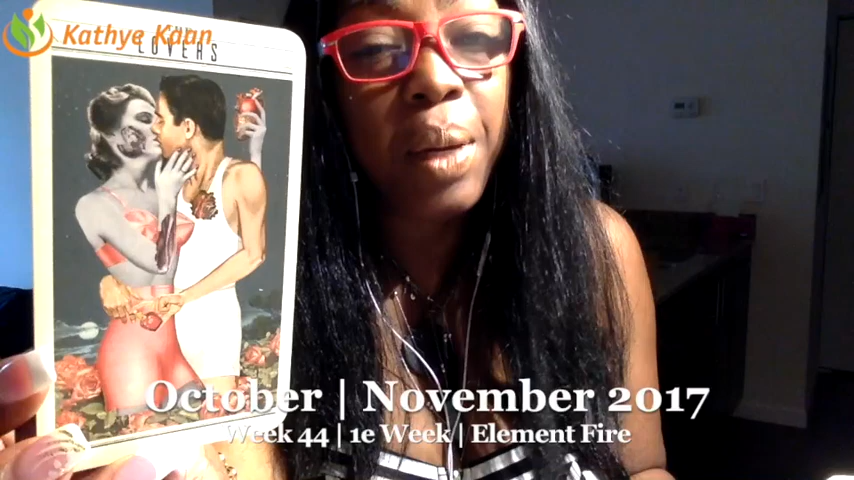 Kathye Kaan
LOVERS
October | November 2017
Week 44 | 1e Week | Element Fire